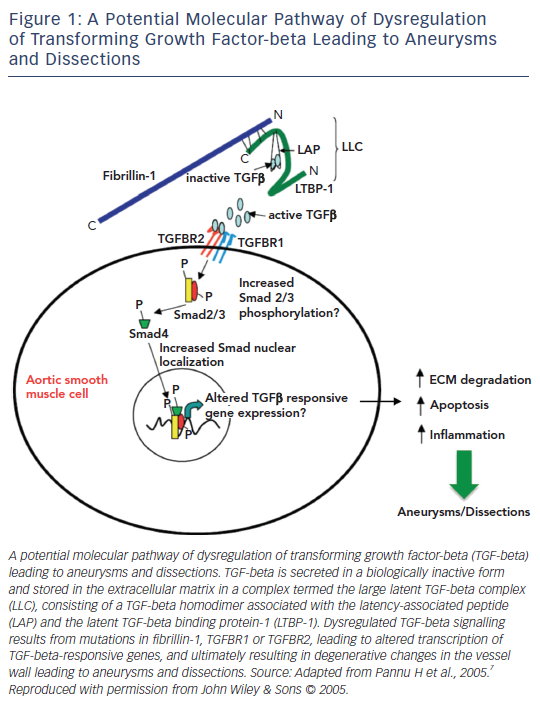 Figure 1: A Potential Molecular Pathway of Dysregulation
of Transforming Growth Factor-beta Leading to Aneurysms
and Dissections
N
LAP
LLC
C
Fibrillin-1
inactive TGFβ
N
LTBP-1
C
active TGFβ
TGFBR2
TGFBR1
P
Increased
P
Smad 2/3
P
Smad2/3
phosphorylation?
Smad4
Increased Smad nuclear
localization
Aortic smooth
muscle cell
P
P
Altered TGFβ responsive
gene expression?
P
ECM degradation
Apoptosis
Inflammation
Aneurysms/Dissections
A potential molecular pathway of dysregulation of transforming growth factor-beta (TGF-beta)
leading to aneurysms and dissections. TGF-beta is secreted in a biologically inactive form
and stored in the extracellular matrix in a complex termed the large latent TGF-beta complex
(LLC), consisting of a TGF-beta homodimer associated with the latency-associated peptide
(LAP) and the latent TGF-beta binding protein-1 (LTBP-1). Dysregulated TGF-beta signalling
results from mutations in fibrillin-1, TGFBR1 or TGFBR2, leading to altered transcription of
TGF-beta-responsive genes, and ultimately resulting in degenerative changes in the vessel
wall leading to aneurysms and dissections. Source: Adapted from Pannu H et al., 2005.⁷
Reproduced with permission from John Wiley & Sons © 2005.